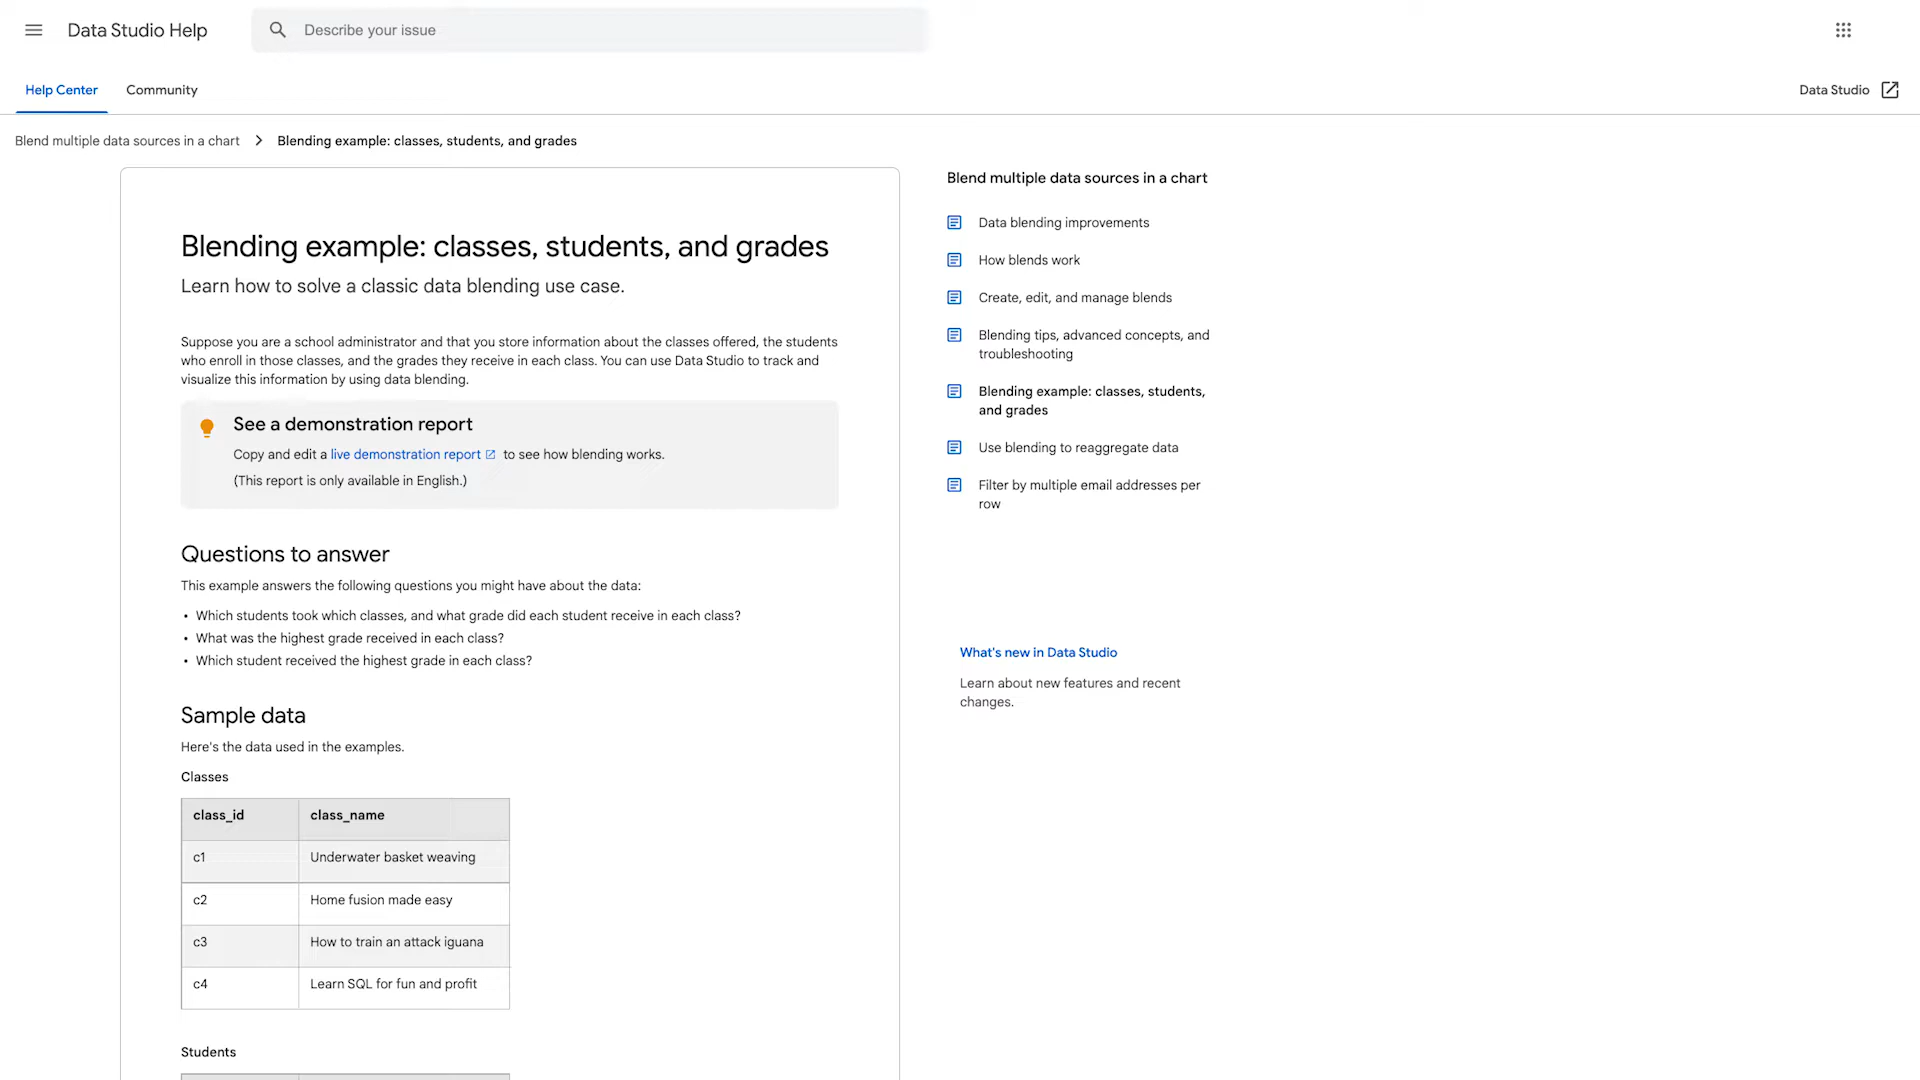 Data Studio Help
Describe your issue
Help Center
Community
Data Studio
Blend multiple data sources in a chart
Blending example: classes, students, and grades
Blending example: classes, students, and grades
Learn how to solve a classic data blending use case.
Suppose you are a school administrator and that you store information about the classes offered, the students
who enroll in those classes, and the grades they receive in each class. You can use Data Studio to track and
visualize this information by using data blending.
See a demonstration report
Copy and edit a live demonstration report to see how blending works.
(This report is only available in English.)
Questions to answer
This example answers the following questions you might have about the data:
• Which students took which classes, and what grade did each student receive in each class?
• What was the highest grade received in each class?
• Which student received the highest grade in each class?
Sample data
Here's the data used in the examples.
Classes
class_id class_name
c1 Underwater basket weaving
c2 Home fusion made easy
c3 How to train an attack iguana
c4 Learn SQL for fun and profit
Students
Blend multiple data sources in a chart
Data blending improvements
How blends work
Create, edit, and manage blends
Blending tips, advanced concepts, and
troubleshooting
Blending example: classes, students,
and grades
Use blending to reaggregate data
Filter by multiple email addresses per
row
What's new in Data Studio
Learn about new features and recent
changes.